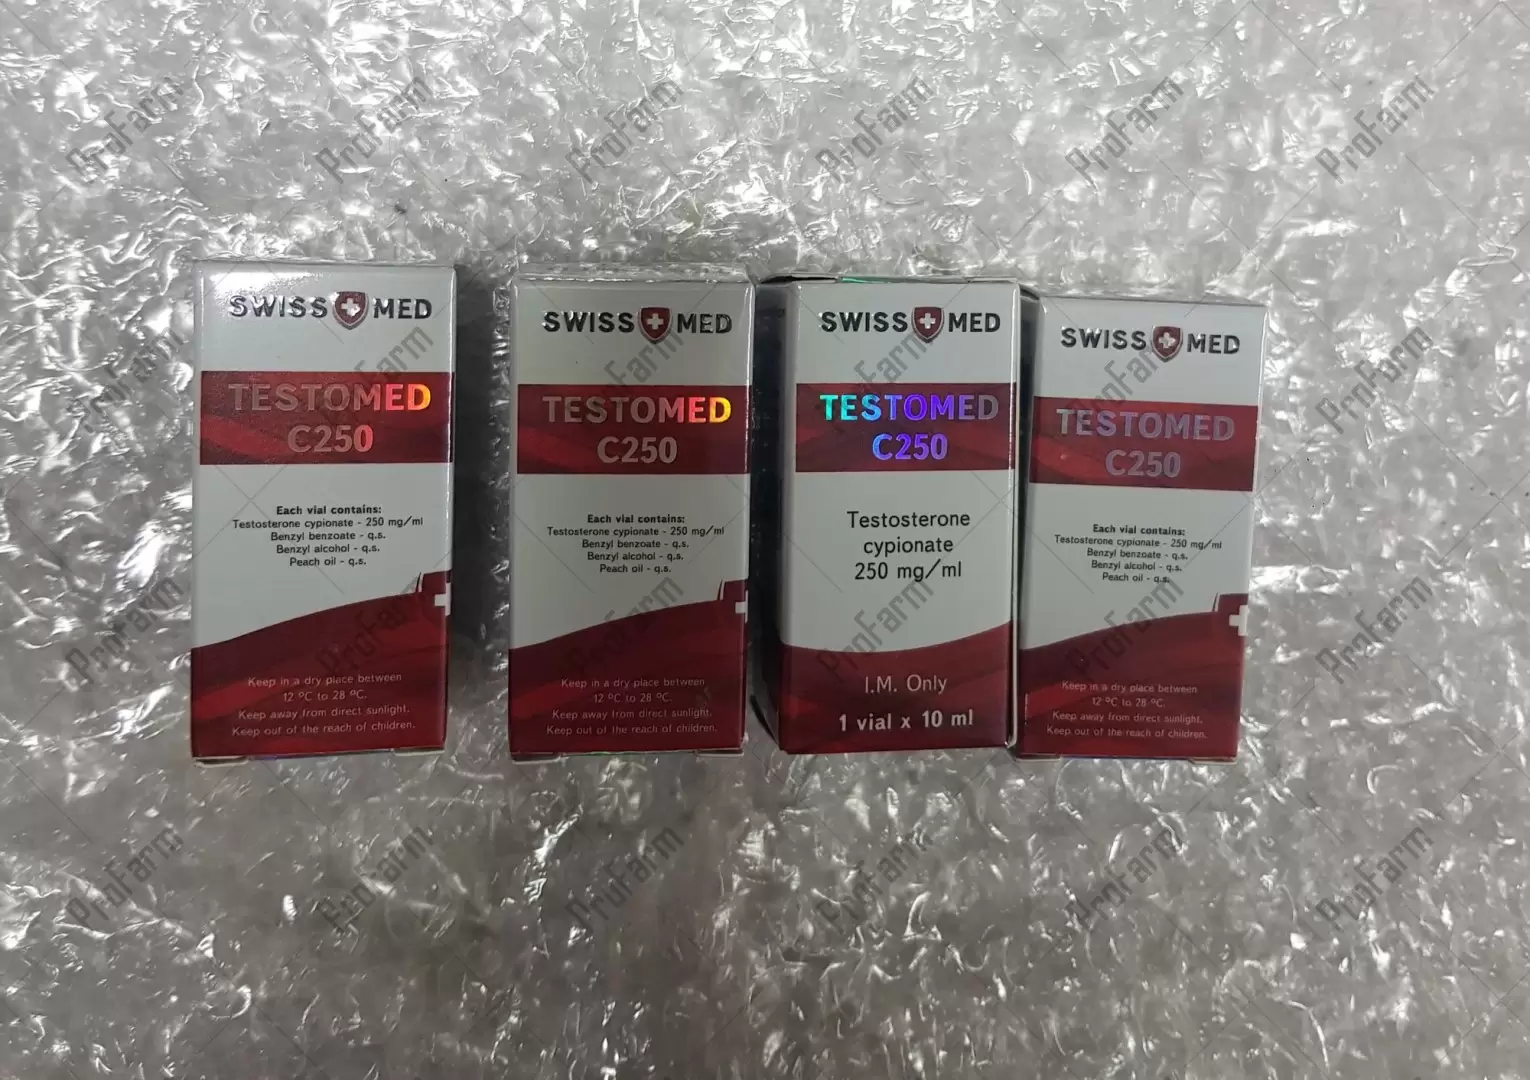 SWISS MED
TESTOMED
C250
Each vial contains:
Testosterone cypionate - 250 mg/ml
Benzyl benzoate - q.s.
Benzyl alcohol - q.s.
Peach oil - q.s.
Keep in a dry place between
12 ºC to 28 ºC.
Keep away from direct sunlight.
Keep out of the reach of children.
SWISS MED
TESTOMED
C250
Each vial contains:
Testosterone cypionate - 250 mg/ml
Benzyl benzoate - q.s.
Benzyl alcohol - q.s.
Peach oil - q.s.
Keep in a dry place between
12 ºC to 28 ºC.
Keep away from direct sunlight.
Keep out of the reach of children.
SWISS MED
TESTOMED
C250
Testosterone
cypionate
250 mg/ml
I.M. Only
1 vial x 10 ml
SWISS MED
TESTOMED
C250
Each vial contains:
Testosterone cypionate - 250 mg/ml
Benzyl benzoate - q.s.
Benzyl alcohol - q.s.
Peach oil - q.s.
Keep in a dry place between
12 ºC to 28 ºC.
Keep away from direct sunlight.
Keep out of the reach of children.
ProFarm